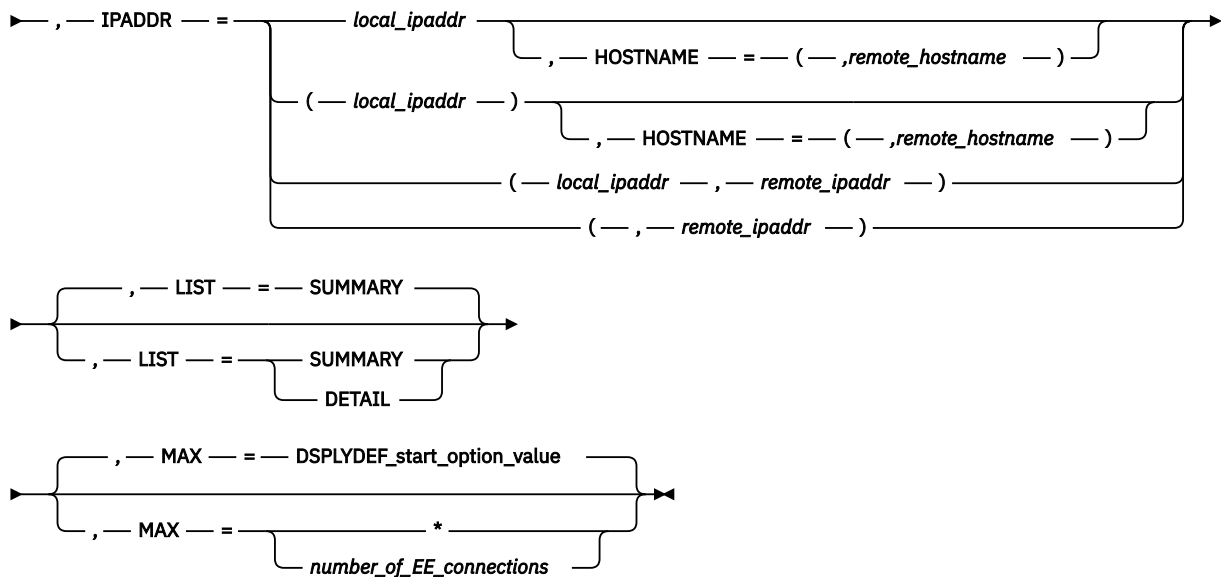 , IPADDR = local_ipaddr
, HOSTNAME = ( ,remote_hostname )
( local_ipaddr )
, HOSTNAME = ( ,remote_hostname )
( local_ipaddr , remote_ipaddr )
( , remote_ipaddr )
, LIST = SUMMARY
, LIST = SUMMARY
DETAIL
, MAX = DSPLYDEF_start_option_value
, MAX = *
number_of_EE_connections